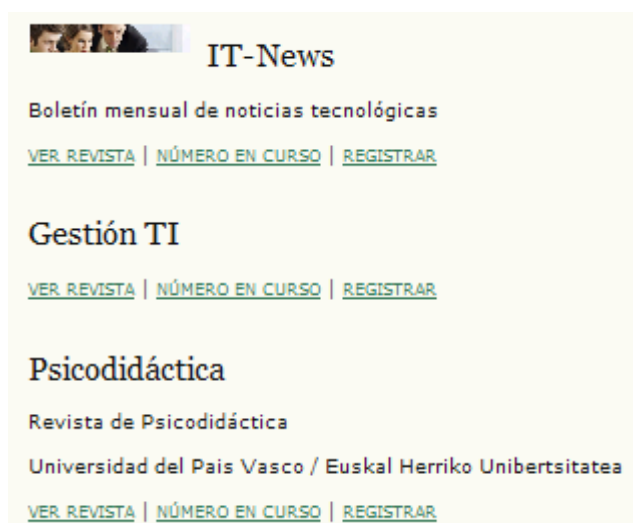 IT-News
Boletín mensual de noticias tecnológicas
VER REVISTA | NÚMERO EN CURSO | REGISTRAR
Gestión TI
VER REVISTA | NÚMERO EN CURSO | REGISTRAR
Psicodidáctica
Revista de Psicodidáctica
Universidad del Pais Vasco / Euskal Herriko Unibertsitatea
VER REVISTA | NÚMERO EN CURSO | REGISTRAR